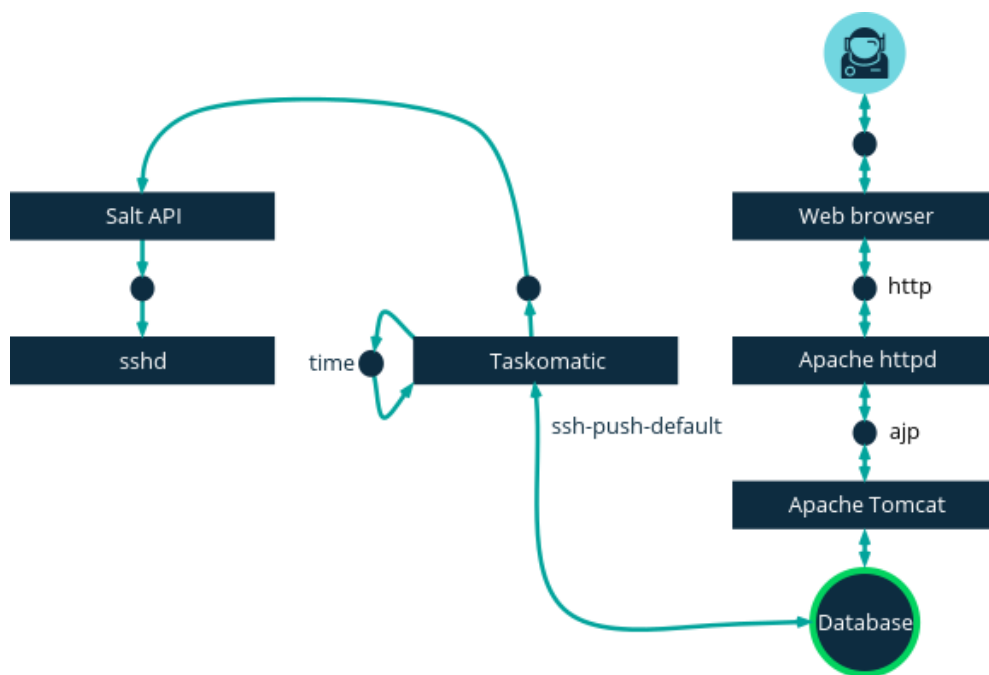 Salt API
Web browser
http
sshd
time
Taskomatic
Apache httpd
ssh-push-default
ajp
Apache Tomcat
Database